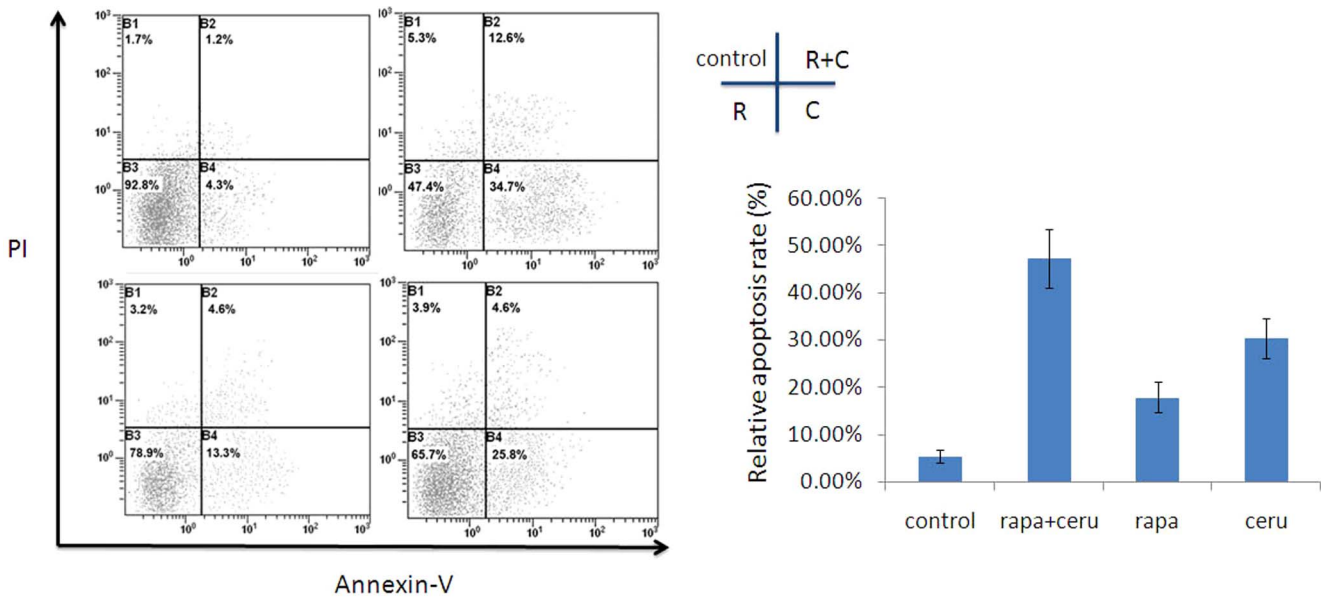 10³
B1
B2
1.7%
1.2%
10²
10¹
B3
B4
92.8%
4.3%
10⁰
10⁰ 10¹ 10² 10³
10³
B1
B2
5.3%
12.6%
10²
10¹
B3
B4
47.4%
34.7%
10⁰
10⁰ 10¹ 10² 10³
10³
B1
B2
3.2%
4.6%
10²
10¹
B3
B4
78.9%
13.3%
10⁰
10⁰ 10¹ 10² 10³
10³
B1
B2
3.9%
4.6%
10²
10¹
B3
B4
65.7%
25.8%
10⁰
10⁰ 10¹ 10² 10³
PI
Annexin-V
control R+C
R C
Relative apoptosis rate (%)
60.00%
50.00%
40.00%
30.00%
20.00%
10.00%
0.00%
control rapa+ceru rapa ceru